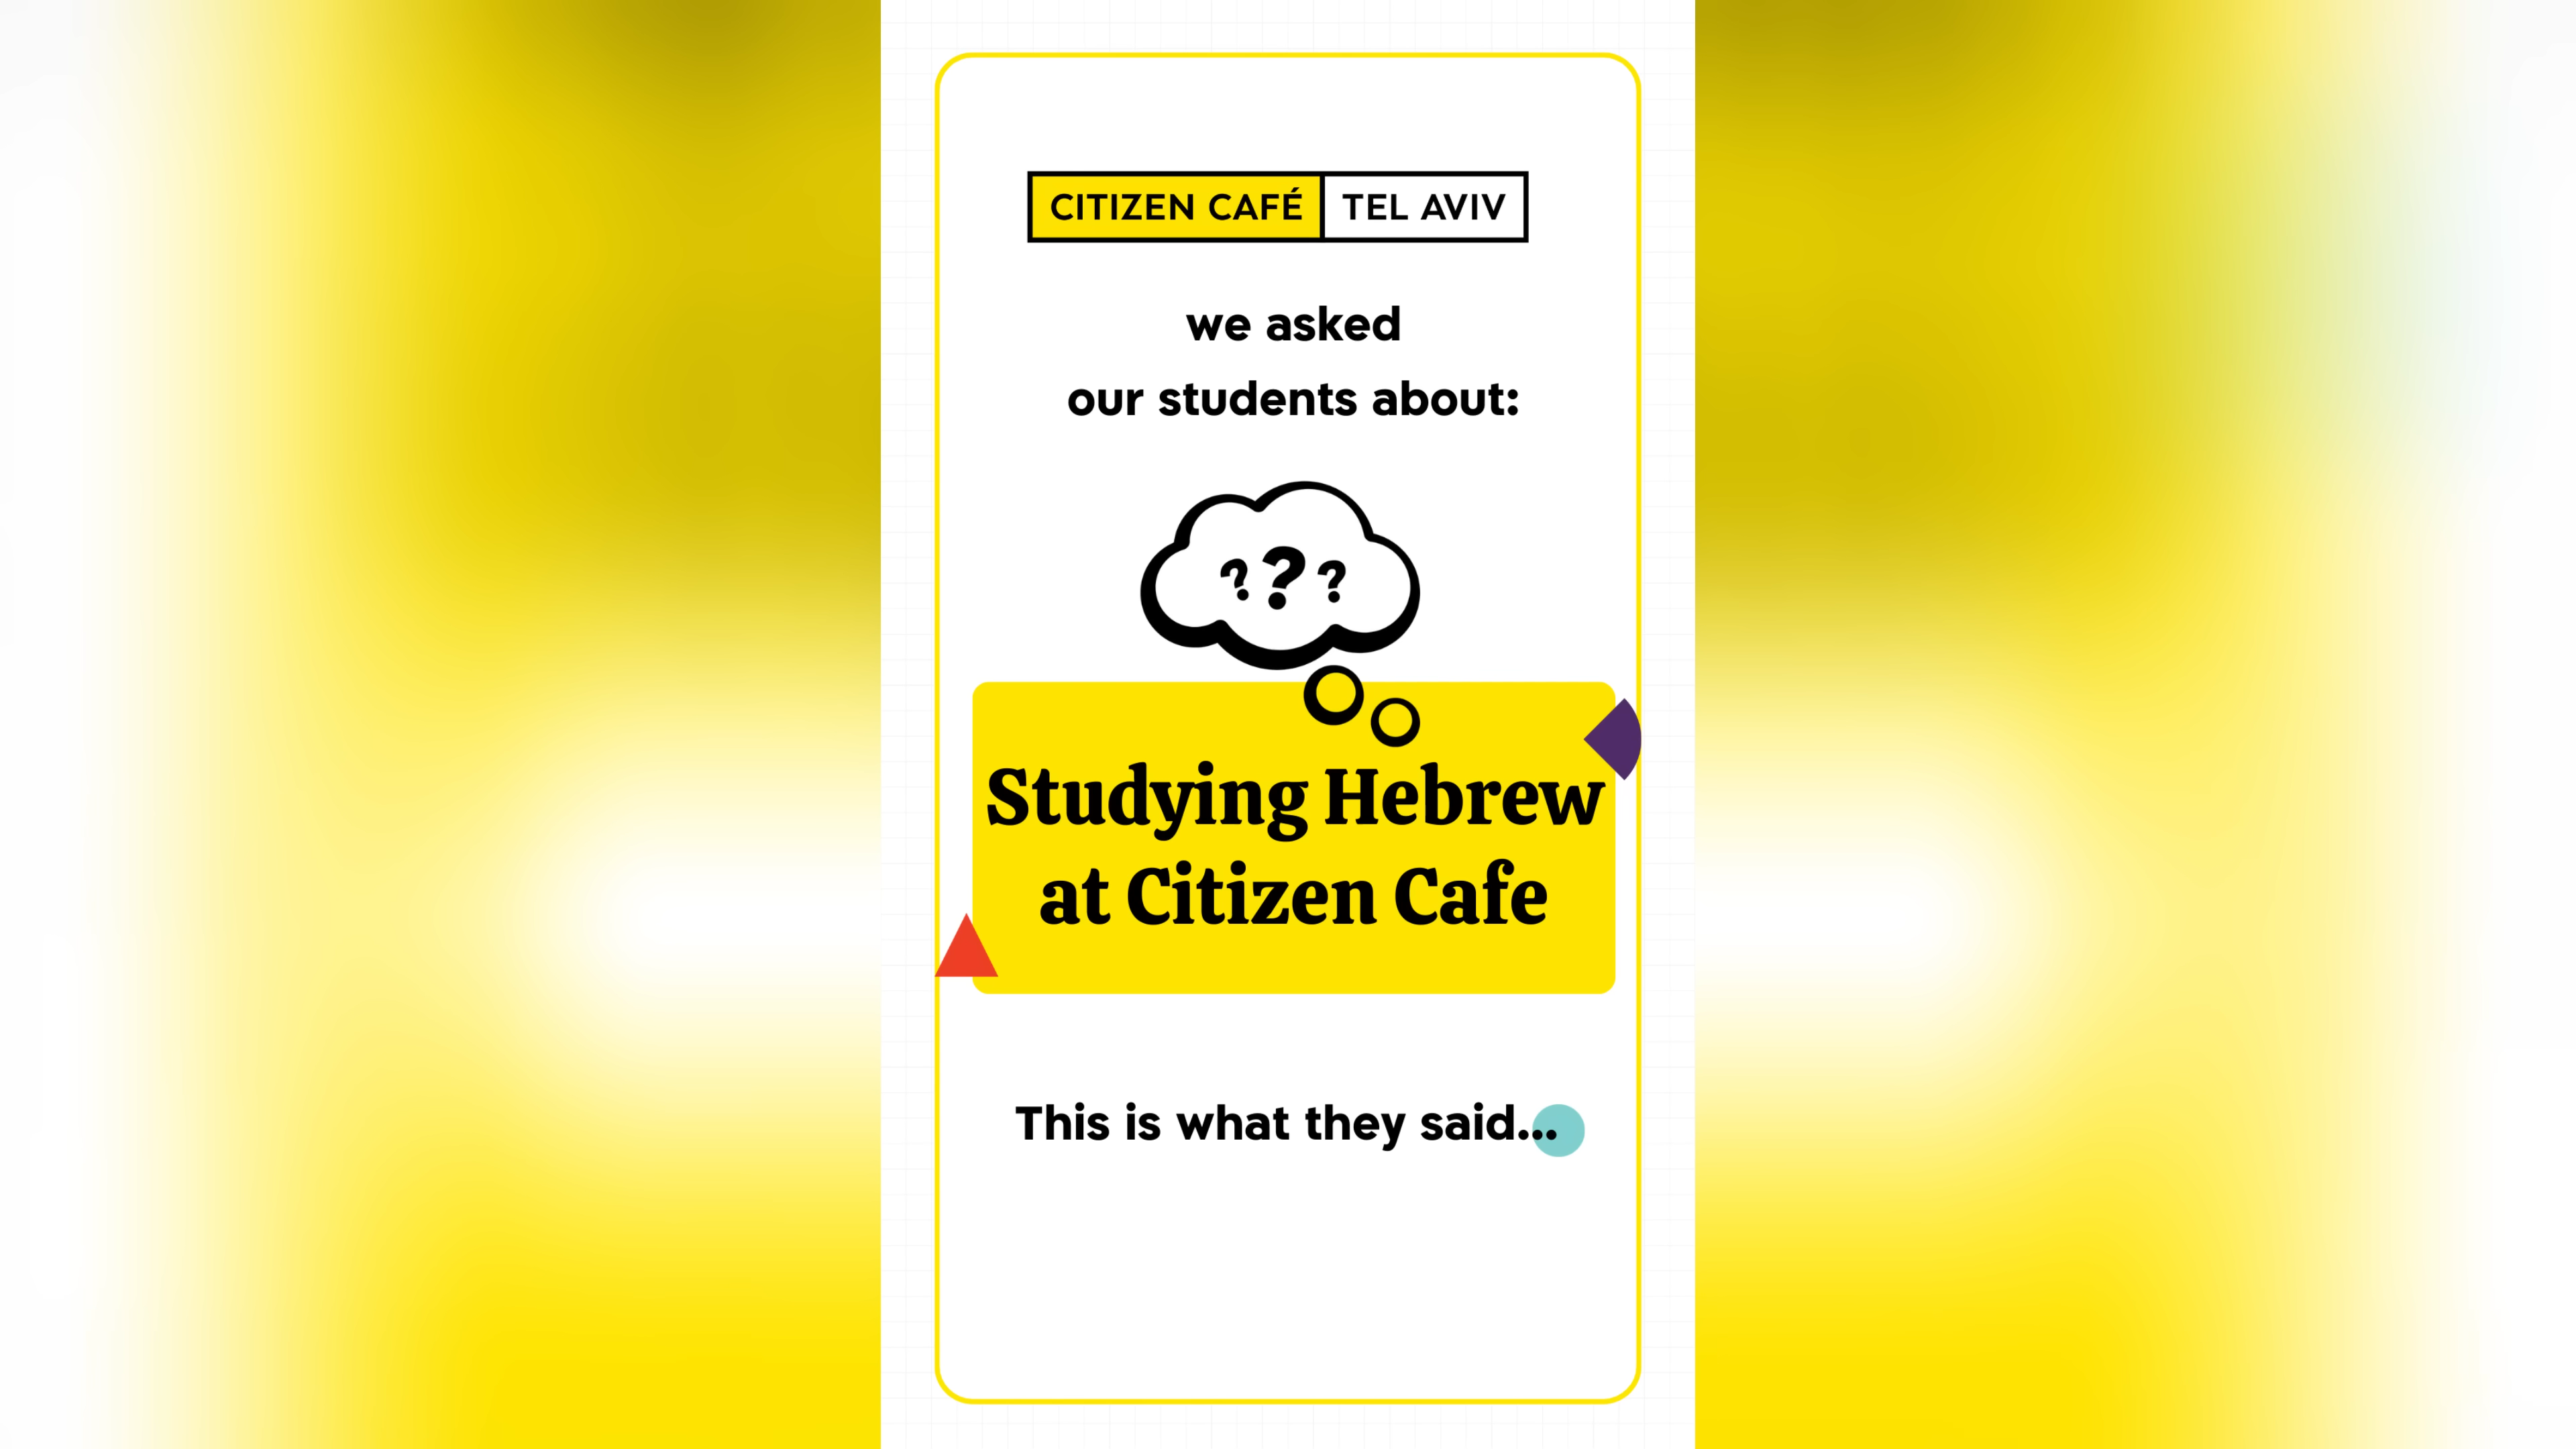 CITIZEN CAFÉ TEL AVIV
we asked
our students about:
???
Studying Hebrew
at Citizen Cafe
This is what they said...